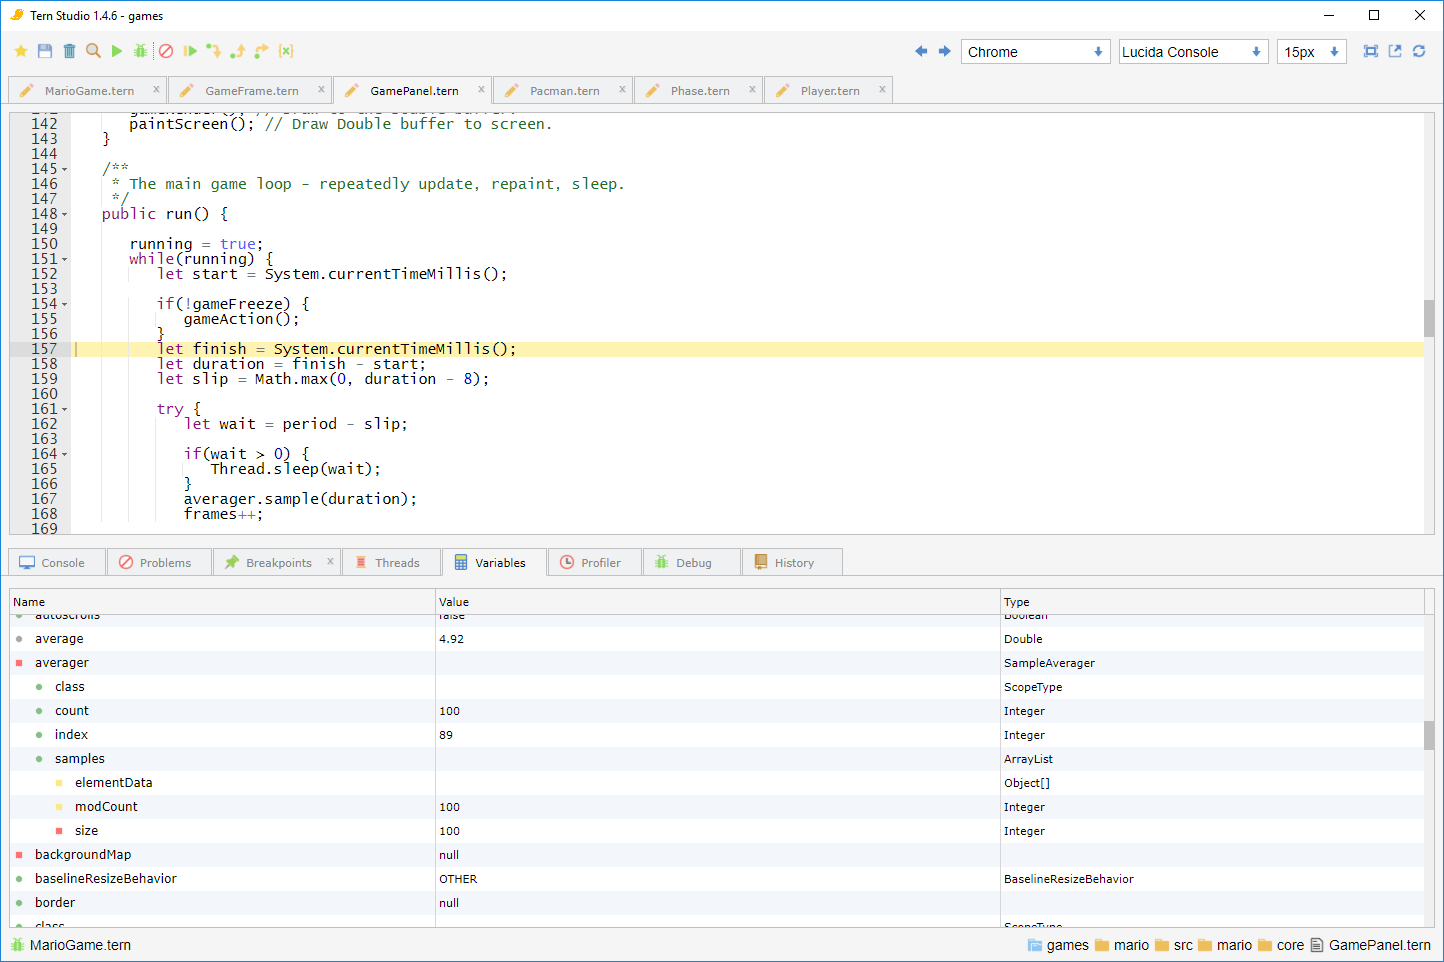 Tern Studio 1.4.6 - games
Chrome Lucida Console 15px
MarioGame.tern x GameFrame.tern x GamePanel.tern x Pacman.tern x Phase.tern x Player.tern x
142 paintScreen(); // Draw Double buffer to screen.
143 }
144
145 /**
146 * The main game loop - repeatedly update, repaint, sleep.
147 */
148 public run() {
149
150 running = true;
151 while(running) {
152 let start = System.currentTimeMillis();
153
154 if(!gameFreeze) {
155 gameAction();
156 }
157 let finish = System.currentTimeMillis();
158 let duration = finish - start;
159 let slip = Math.max(0, duration - 8);
160
161 try {
162 let wait = period - slip;
163
164 if(wait > 0) {
165 Thread.sleep(wait);
166 }
167 averager.sample(duration);
168 frames++;
169
Console Problems Breakpoints x Threads Variables Profiler Debug History
Name Value Type
autoscrolls false Boolean
average 4.92 Double
averager SampleAverager
class ScopeType
count 100 Integer
index 89 Integer
samples ArrayList
elementData Object[]
modCount 100 Integer
size 100 Integer
backgroundMap null
baselineResizeBehavior OTHER BaselineResizeBehavior
border null
class ScopeType
MarioGame.tern games mario src mario core GamePanel.tern